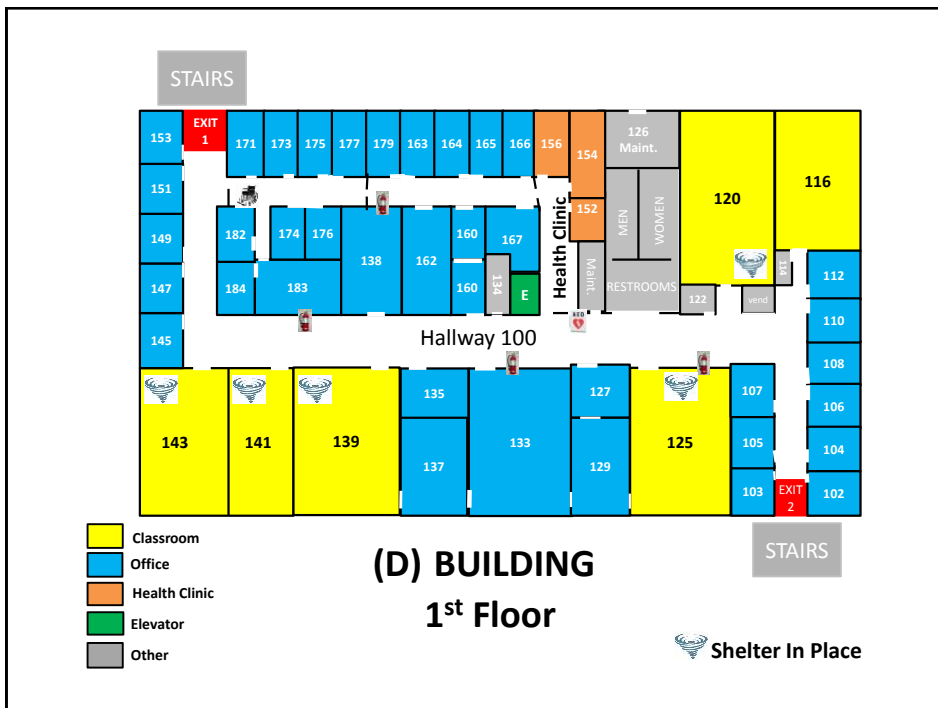 STAIRS
153
EXIT
1
171
173
175
177
179
163
164
165
166
156
154
126
Maint.
120
116
151
149
147
145
182
184
174
176
183
138
162
160
160
167
134
E
152
Health Clinic
Maint.
MEN
WOMEN
RESTROOMS
122
vend
114
112
110
108
106
104
102
AED
Hallway 100
143
141
139
135
137
133
127
129
125
107
105
103
EXIT
2
STAIRS
Classroom
Office
Health Clinic
Elevator
Other
(D) BUILDING
1st Floor
Shelter In Place